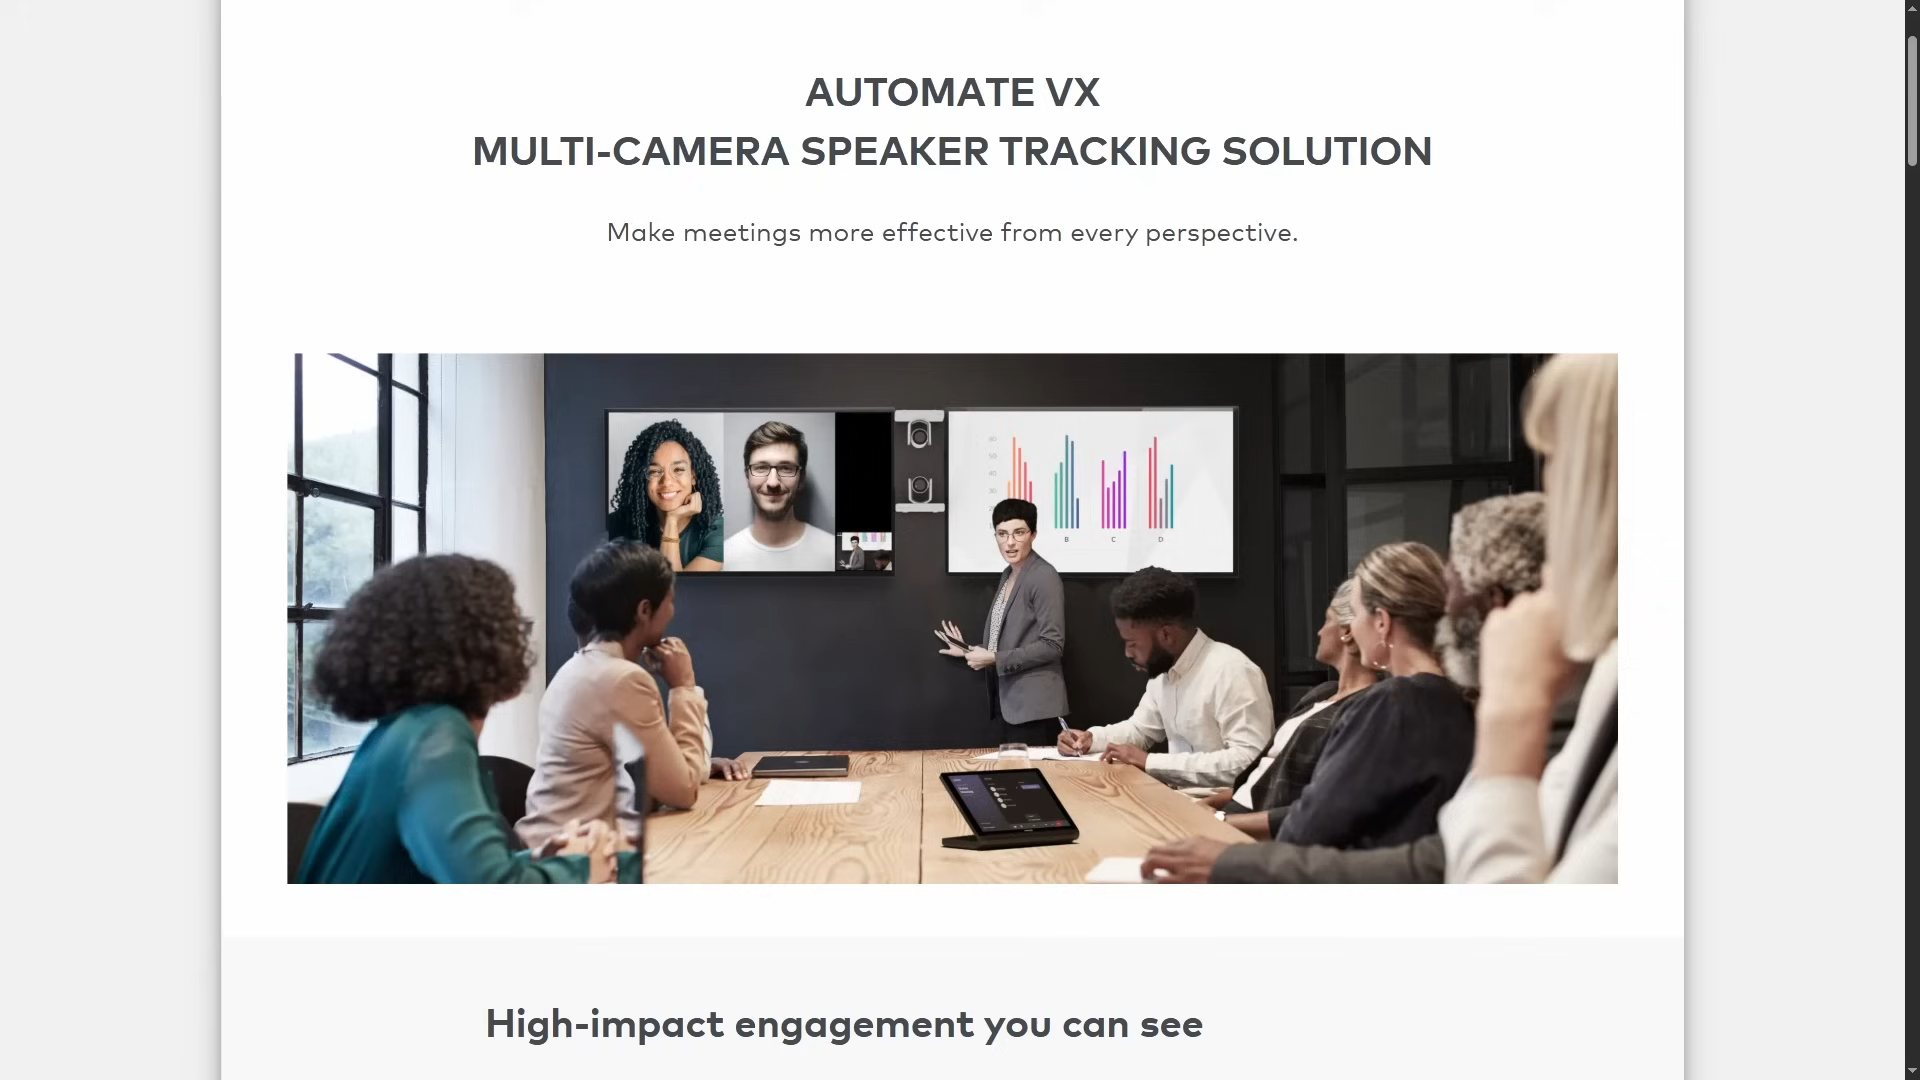 AUTOMATE VX
MULTI-CAMERA SPEAKER TRACKING SOLUTION
Make meetings more effective from every perspective.
B C D
High-impact engagement you can see